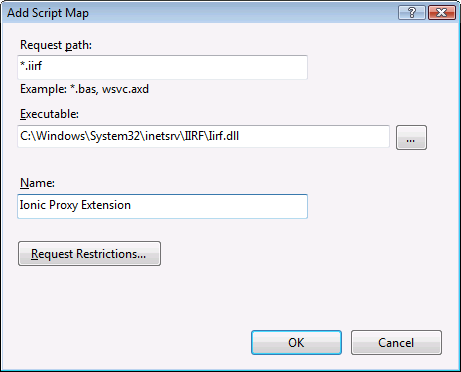 Add Script Map
Request path:
*.iirf
Example: *.bas, wsvc.axd
Executable:
C:\Windows\System32\inetsrv\IIRF\Iirf.dll
...
Name:
Ionic Proxy Extension
Request Restrictions...
OK
Cancel